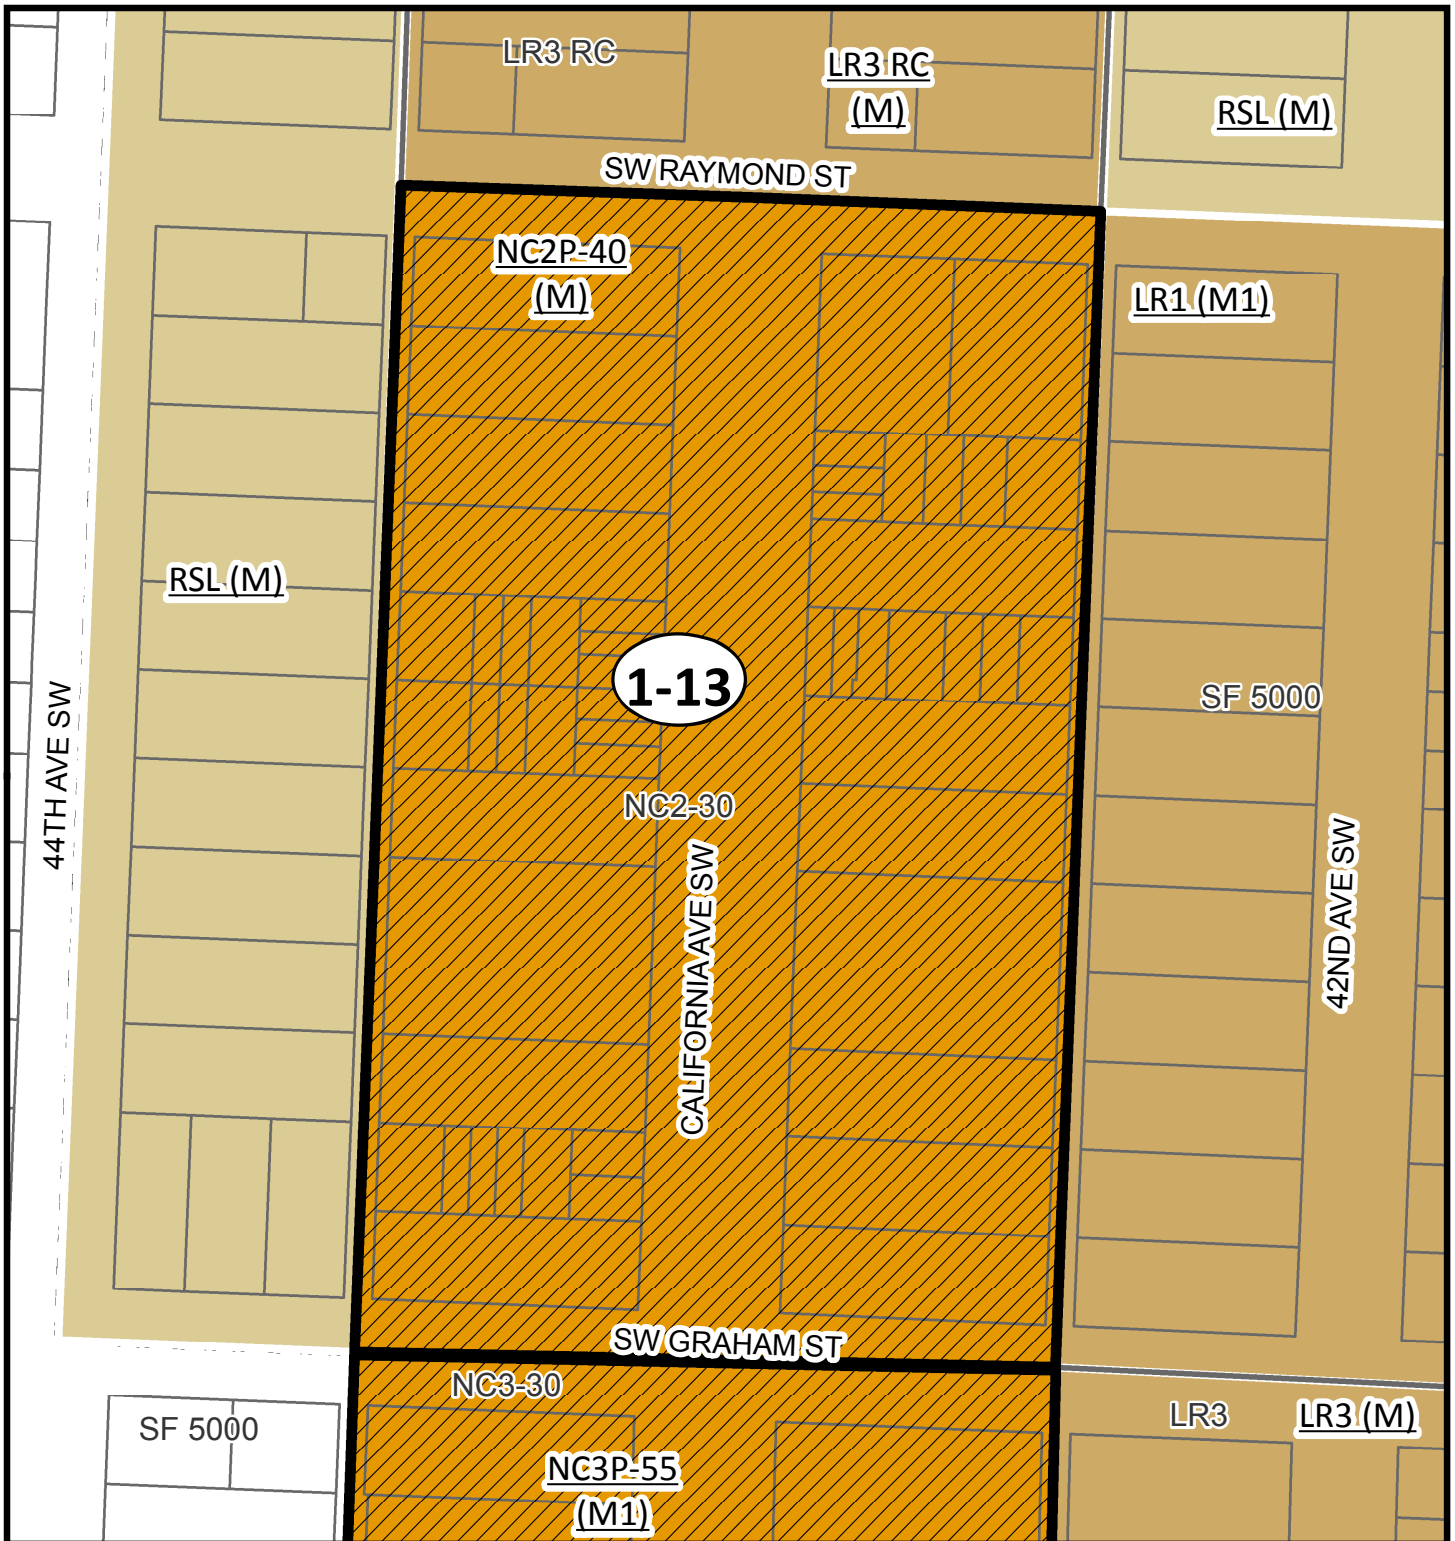 LR3 RC
LR3 RC
(M)
RSL (M)
SW RAYMOND ST
NC2P-40
(M)
LR1 (M1)
RSL (M)
1-13
SF 5000
44TH AVE SW
NC2-30
CALIFORNIA AVE SW
42ND AVE SW
SW GRAHAM ST
NC3-30
SF 5000
LR3
LR3 (M)
NC3P-55
(M1)